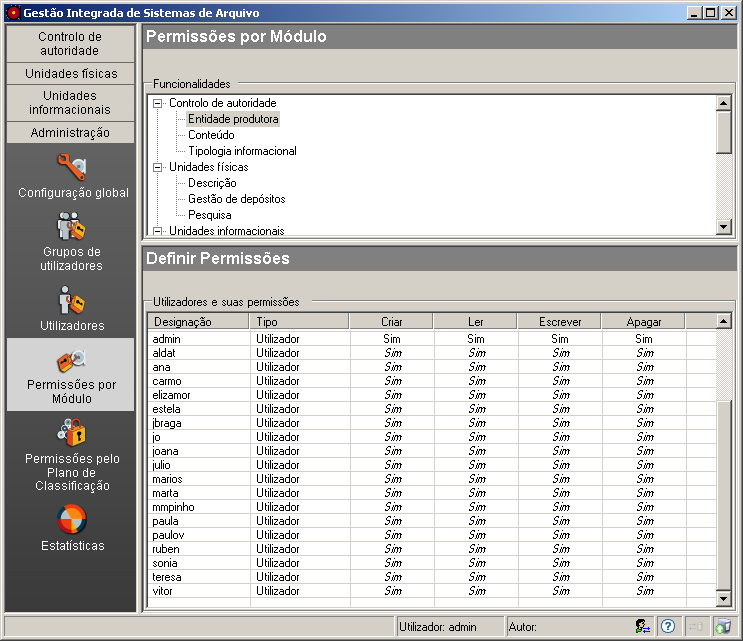 Gestão Integrada de Sistemas de Arquivo
Controlo de
autoridade
Unidades físicas
Unidades
informacionais
Administração
Configuração global
Grupos de
utilizadores
Utilizadores
Permissões por
Módulo
Permissões pelo
Plano de
Classificação
Estatísticas
Permissões por Módulo
Funcionalidades
Controlo de autoridade
Entidade produtora
Conteúdo
Tipologia informacional
Unidades físicas
Descrição
Gestão de depósitos
Pesquisa
Unidades informacionais
Definir Permissões
Utilizadores e suas permissões
Designação Tipo Criar Ler Escrever Apagar
admin Utilizador Sim Sim Sim Sim
aldat Utilizador Sim Sim Sim Sim
ana Utilizador Sim Sim Sim Sim
carmo Utilizador Sim Sim Sim Sim
elizamor Utilizador Sim Sim Sim Sim
estela Utilizador Sim Sim Sim Sim
jbraga Utilizador Sim Sim Sim Sim
jo Utilizador Sim Sim Sim Sim
joana Utilizador Sim Sim Sim Sim
julio Utilizador Sim Sim Sim Sim
marios Utilizador Sim Sim Sim Sim
marta Utilizador Sim Sim Sim Sim
mmpinho Utilizador Sim Sim Sim Sim
paula Utilizador Sim Sim Sim Sim
paulov Utilizador Sim Sim Sim Sim
ruben Utilizador Sim Sim Sim Sim
sonia Utilizador Sim Sim Sim Sim
teresa Utilizador Sim Sim Sim Sim
vitor Utilizador Sim Sim Sim Sim
Utilizador: admin Autor: